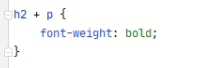 h2 + p {
    font-weight: bold;
}